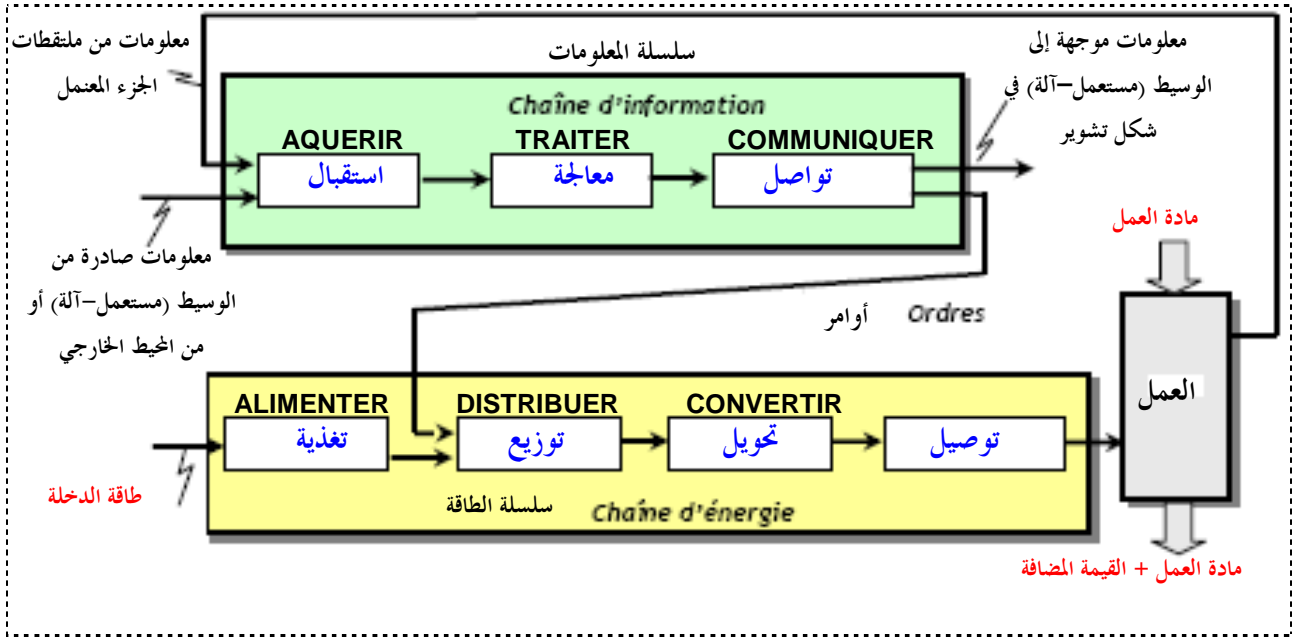 معلومات من ملتقطات
الجزء المعنمل
سلسلة المعلومات
معلومات موجهة إلى
الوسيط (مستعمل-آلة) في
شكل تشوير
Chaîne d'information
AQUERIR
TRAITER
COMMUNIQUER
استقبال
معالجة
تواصل
معلومات صادرة من
الوسيط (مستعمل-آلة) أو
من المحيط الخارجي
مادة العمل
أوامر
Ordres
العمل
ALIMENTER
DISTRIBUER
CONVERTIR
تغذية
توزيع
تحويل
توصيل
طاقة الدخلة
سلسلة الطاقة
Chaîne d'énergie
مادة العمل + القيمة المضافة